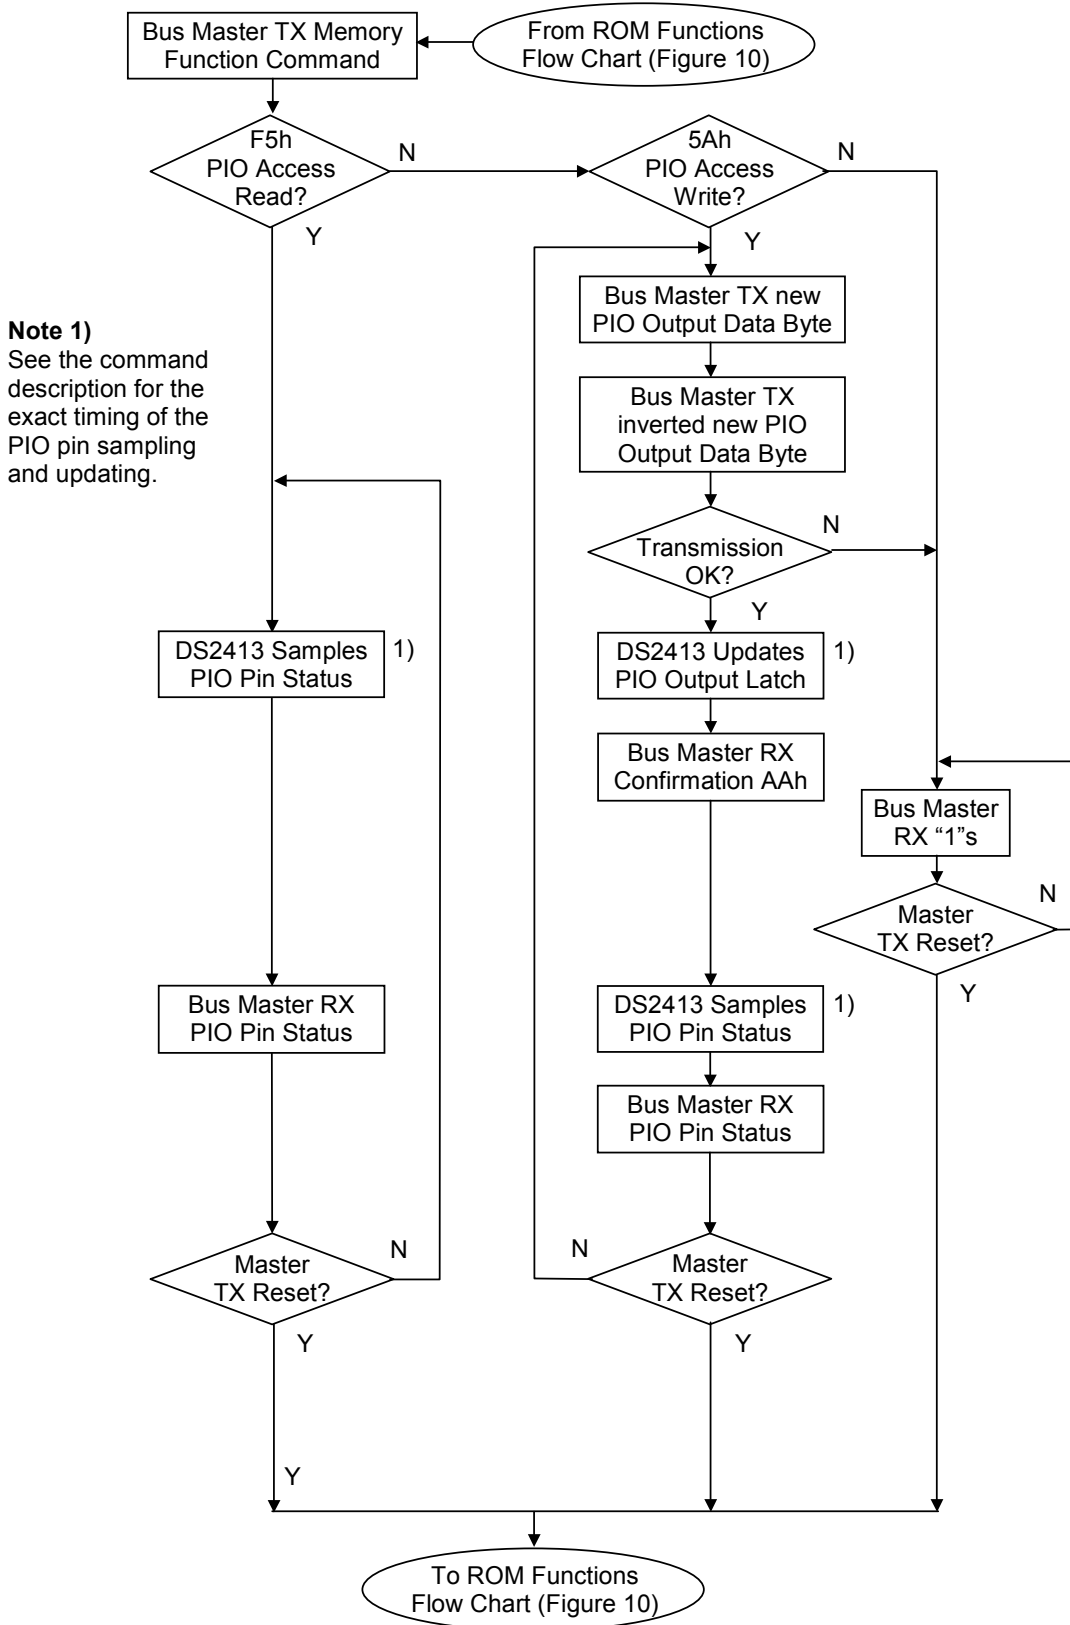 Bus Master TX Memory
Function Command
From ROM Functions
Flow Chart (Figure 10)
F5h
PIO Access
Read?
N
Y
5Ah
PIO Access
Write?
N
Y
Note 1)
See the command
description for the
exact timing of the
PIO pin sampling
and updating.
Bus Master TX new
PIO Output Data Byte
Bus Master TX
inverted new PIO
Output Data Byte
Transmission
OK?
N
Y
DS2413 Samples
PIO Pin Status
1)
DS2413 Updates
PIO Output Latch
1)
Bus Master RX
Confirmation AAh
Bus Master
RX “1”s
Master
TX Reset?
N
Y
Bus Master RX
PIO Pin Status
DS2413 Samples
PIO Pin Status
1)
Bus Master RX
PIO Pin Status
Master
TX Reset?
N
Y
Y
N
Master
TX Reset?
Y
To ROM Functions
Flow Chart (Figure 10)